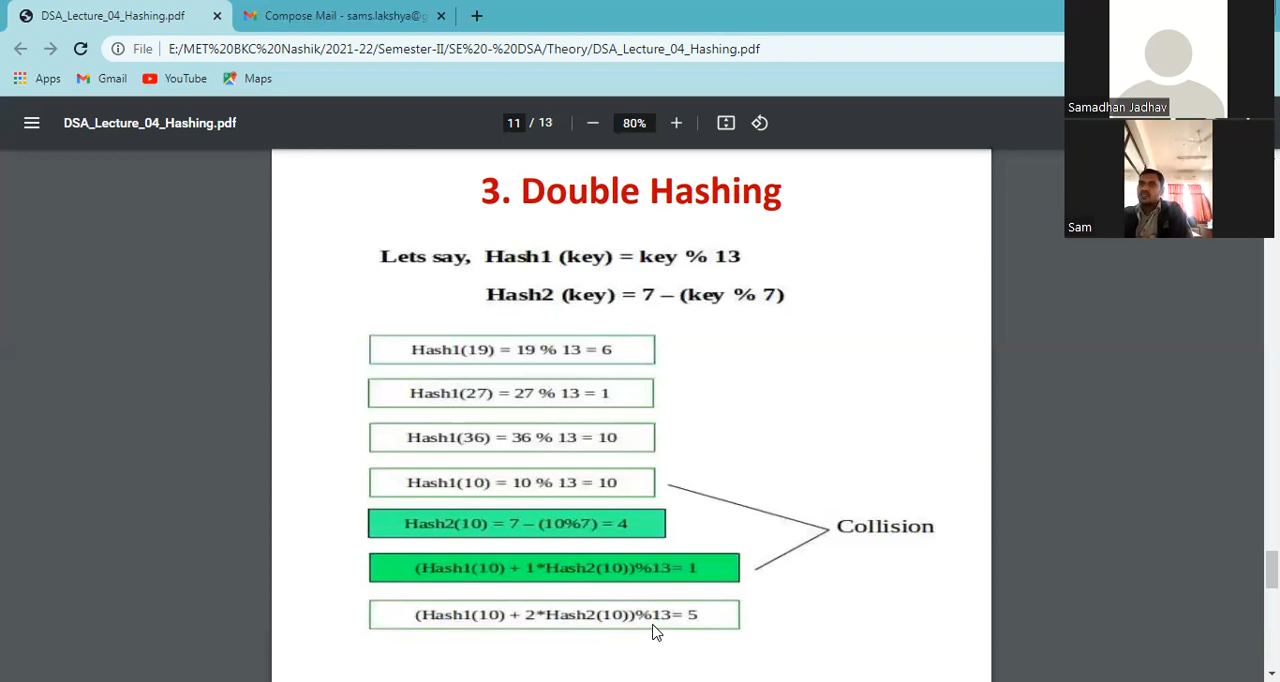 DSA_Lecture_04_Hashing.pdf
Compose Mail - sams.lakshya@g
File E:/MET%20BKC%20Nashik/2021-22/Semester-II/SE%20-%20DSA/Theory/DSA_Lecture_04_Hashing.pdf
Apps Gmail YouTube Maps
Samadhan Jadhav
DSA_Lecture_04_Hashing.pdf
11 / 13
80%
Sam
3. Double Hashing
Lets say, Hash1 (key) = key % 13
Hash2 (key) = 7 – (key % 7)
Hash1(19) = 19 % 13 = 6
Hash1(27) = 27 % 13 = 1
Hash1(36) = 36 % 13 = 10
Hash1(10) = 10 % 13 = 10
Hash2(10) = 7 – (10%7) = 4
Collision
(Hash1(10) + 1*Hash2(10))%13= 1
(Hash1(10) + 2*Hash2(10))%13= 5